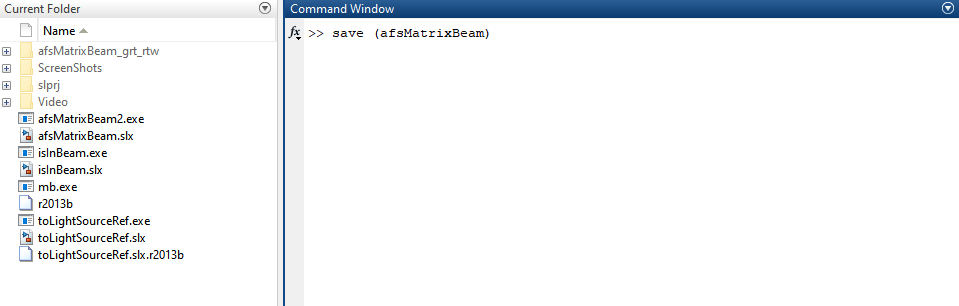 Current Folder
Name
afsMatrixBeam_grt_rtw
ScreenShots
slprj
Video
afsMatrixBeam2.exe
afsMatrixBeam.slx
isInBeam.exe
isInBeam.slx
mb.exe
r2013b
toLightSourceRef.exe
toLightSourceRef.slx
toLightSourceRef.slx.r2013b
Command Window
fx >> save (afsMatrixBeam)